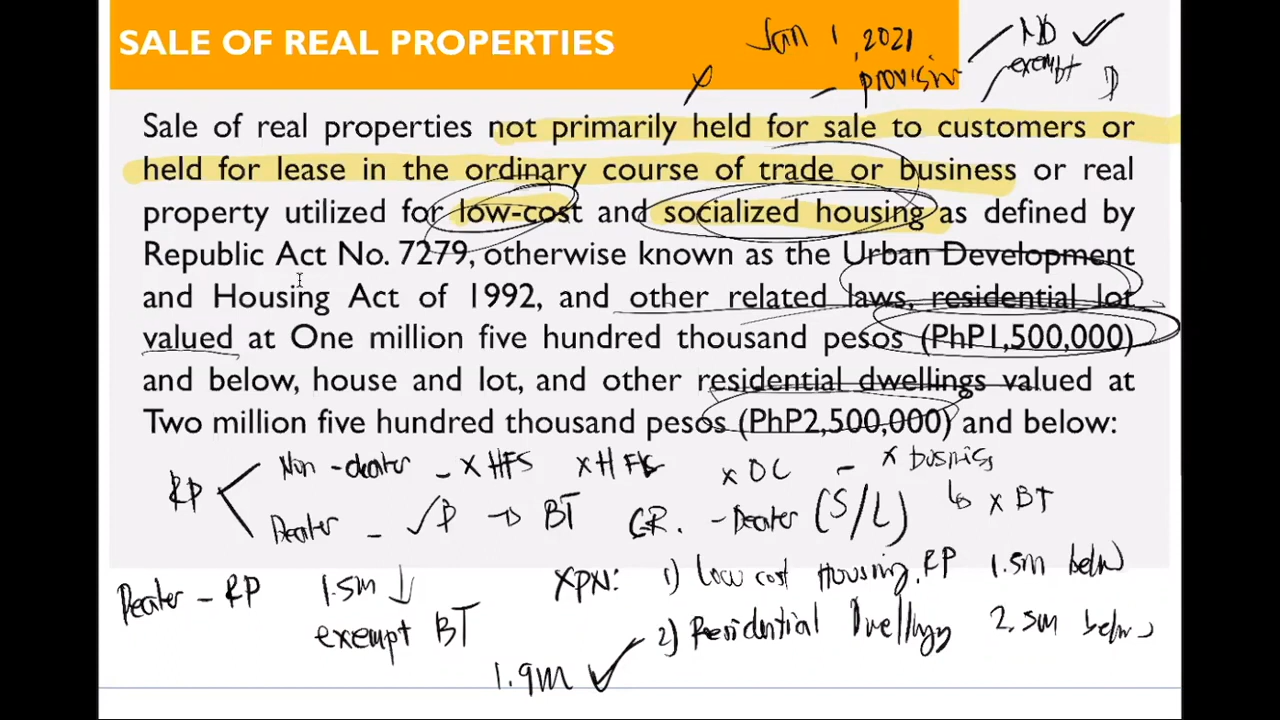 SALE OF REAL PROPERTIES
Jan 1, 2021
ND ✓
exempt D
x
- provision
Sale of real properties not primarily held for sale to customers or
held for lease in the ordinary course of trade or business or real
property utilized for low-cost and socialized housing as defined by
Republic Act No. 7279, otherwise known as the Urban Development
and Housing Act of 1992, and other related laws, residential lot
valued at One million five hundred thousand pesos (PhP1,500,000)
and below, house and lot, and other residential dwellings valued at
Two million five hundred thousand pesos (PhP2,500,000) and below:
RP
Non-dealer - x HFS x HFL x OC - x business
Dealer - ✓ B → BT GR. - Dealer (S/L) ↳ x BT
Dealer - RP 1.5m ↓
exempt BT
XPN: 1) Low cost Housing, RP 1.5m below
2) Residential Dwellings 2.5m below
1.9m ✓